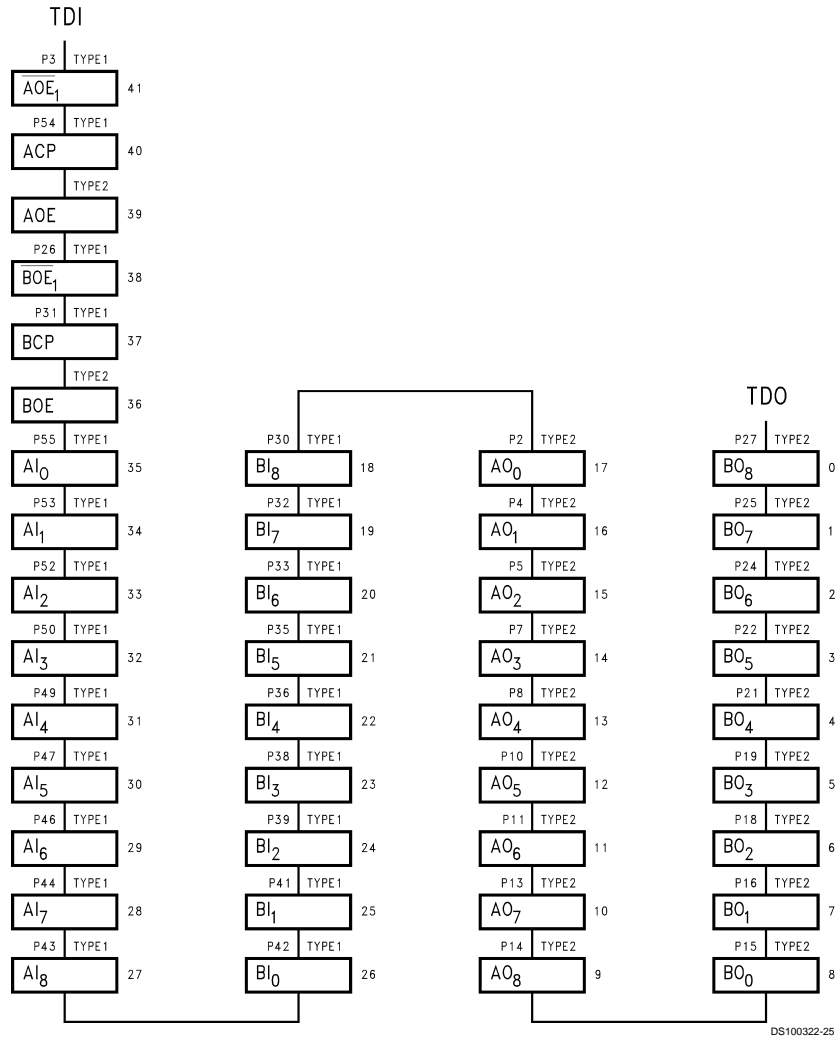 TDI
P3 TYPE1
A̅O̅E̅₁ 41
P54 TYPE1
ACP 40
TYPE2
AOE 39
P26 TYPE1
B̅O̅E̅₁ 38
P31 TYPE1
BCP 37
TYPE2
BOE 36
P55 TYPE1
AI₀ 35
P53 TYPE1
AI₁ 34
P52 TYPE1
AI₂ 33
P50 TYPE1
AI₃ 32
P49 TYPE1
AI₄ 31
P47 TYPE1
AI₅ 30
P46 TYPE1
AI₆ 29
P44 TYPE1
AI₇ 28
P43 TYPE1
AI₈ 27
P30 TYPE1
BI₈ 18
P32 TYPE1
BI₇ 19
P33 TYPE1
BI₆ 20
P35 TYPE1
BI₅ 21
P36 TYPE1
BI₄ 22
P38 TYPE1
BI₃ 23
P39 TYPE1
BI₂ 24
P41 TYPE1
BI₁ 25
P42 TYPE1
BI₀ 26
P2 TYPE2
AO₀ 17
P4 TYPE2
AO₁ 16
P5 TYPE2
AO₂ 15
P7 TYPE2
AO₃ 14
P8 TYPE2
AO₄ 13
P10 TYPE2
AO₅ 12
P11 TYPE2
AO₆ 11
P13 TYPE2
AO₇ 10
P14 TYPE2
AO₈ 9
TDO
P27 TYPE2
BO₈ 0
P25 TYPE2
BO₇ 1
P24 TYPE2
BO₆ 2
P22 TYPE2
BO₅ 3
P21 TYPE2
BO₄ 4
P19 TYPE2
BO₃ 5
P18 TYPE2
BO₂ 6
P16 TYPE2
BO₁ 7
P15 TYPE2
BO₀ 8
DS100322-25